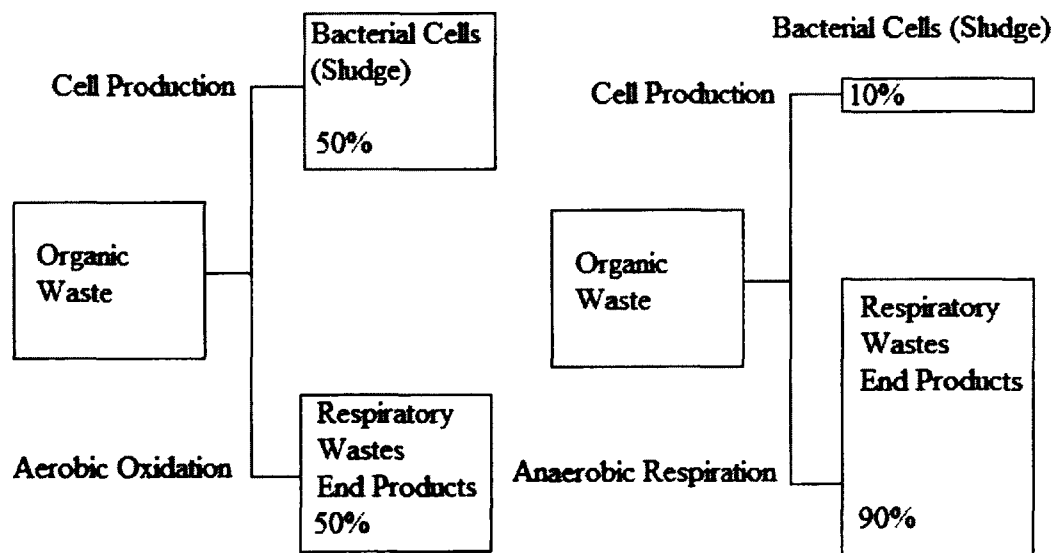 Bacterial Cells
(Sludge)
50%
Cell Production
Organic
Waste
Aerobic Oxidation
Respiratory
Wastes
End Products
50%
Bacterial Cells (Sludge)
Cell Production
10%
Organic
Waste
Respiratory
Wastes
End Products
90%
Anaerobic Respiration